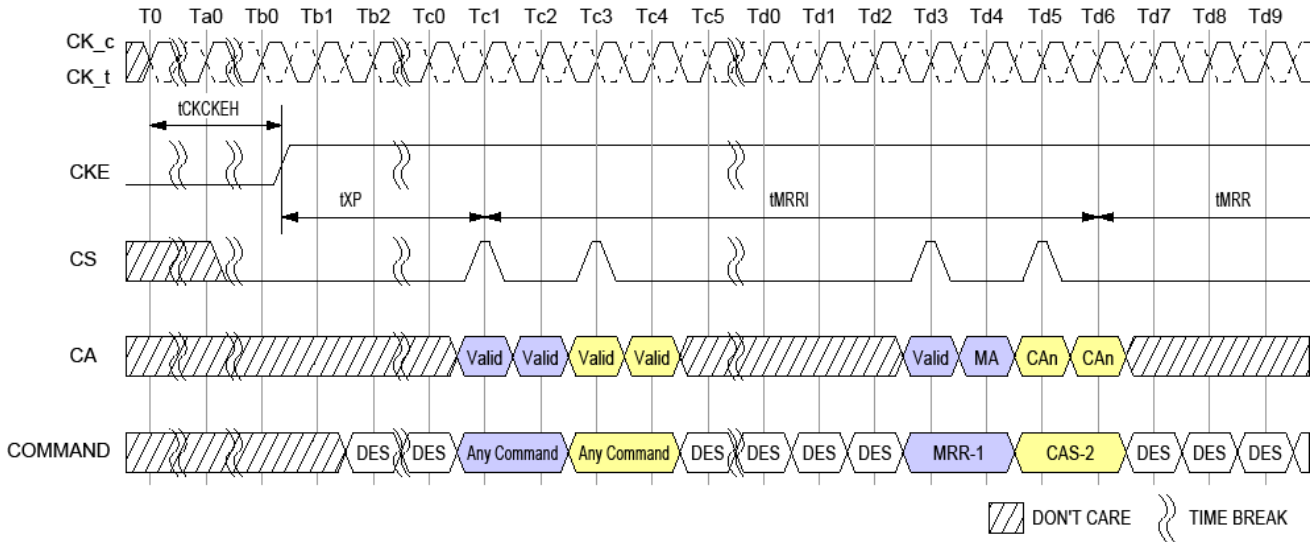 T0 Ta0 Tb0 Tb1 Tb2 Tc0 Tc1 Tc2 Tc3 Tc4 Tc5 Td0 Td1 Td2 Td3 Td4 Td5 Td6 Td7 Td8 Td9
CK_c
CK_t
tCKCKEH
CKE
tXP tMRRI tMRR
CS
CA Valid Valid Valid Valid Valid MA CAn CAn
COMMAND DES DES Any Command Any Command DES DES DES DES MRR-1 CAS-2 DES DES DES
DON'T CARE TIME BREAK